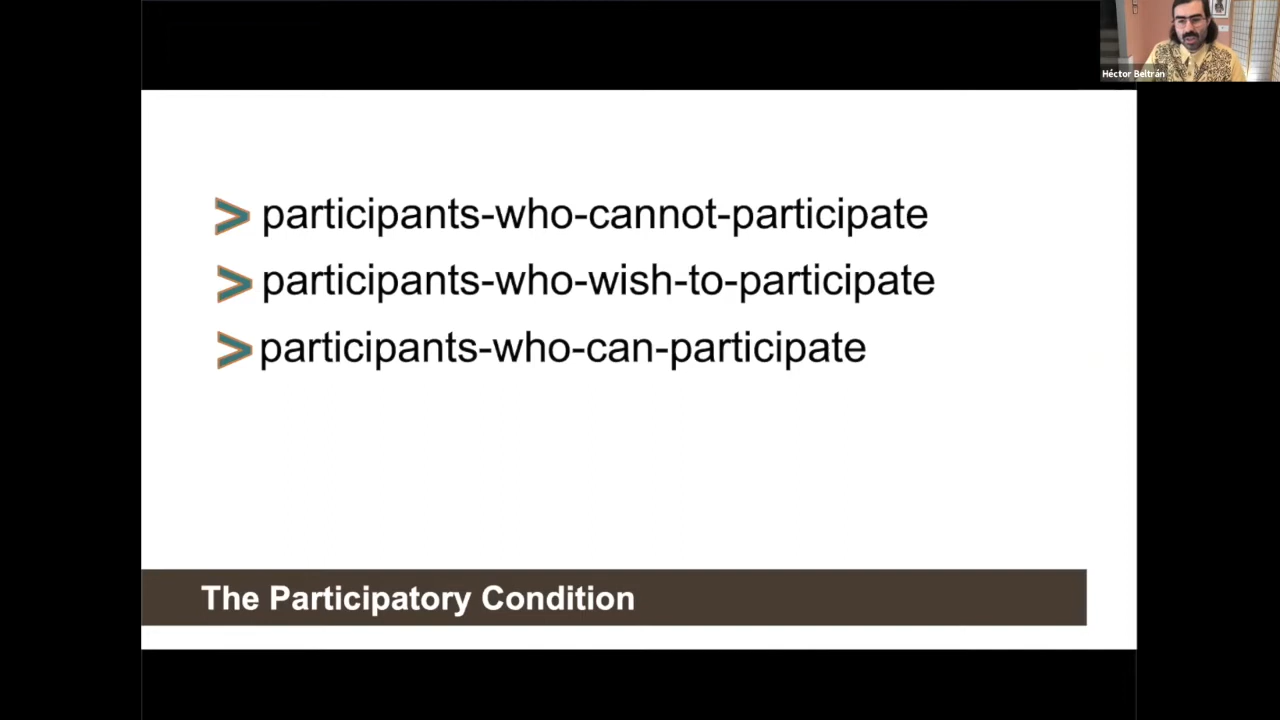 Héctor Beltrán
> participants-who-cannot-participate
> participants-who-wish-to-participate
> participants-who-can-participate
The Participatory Condition